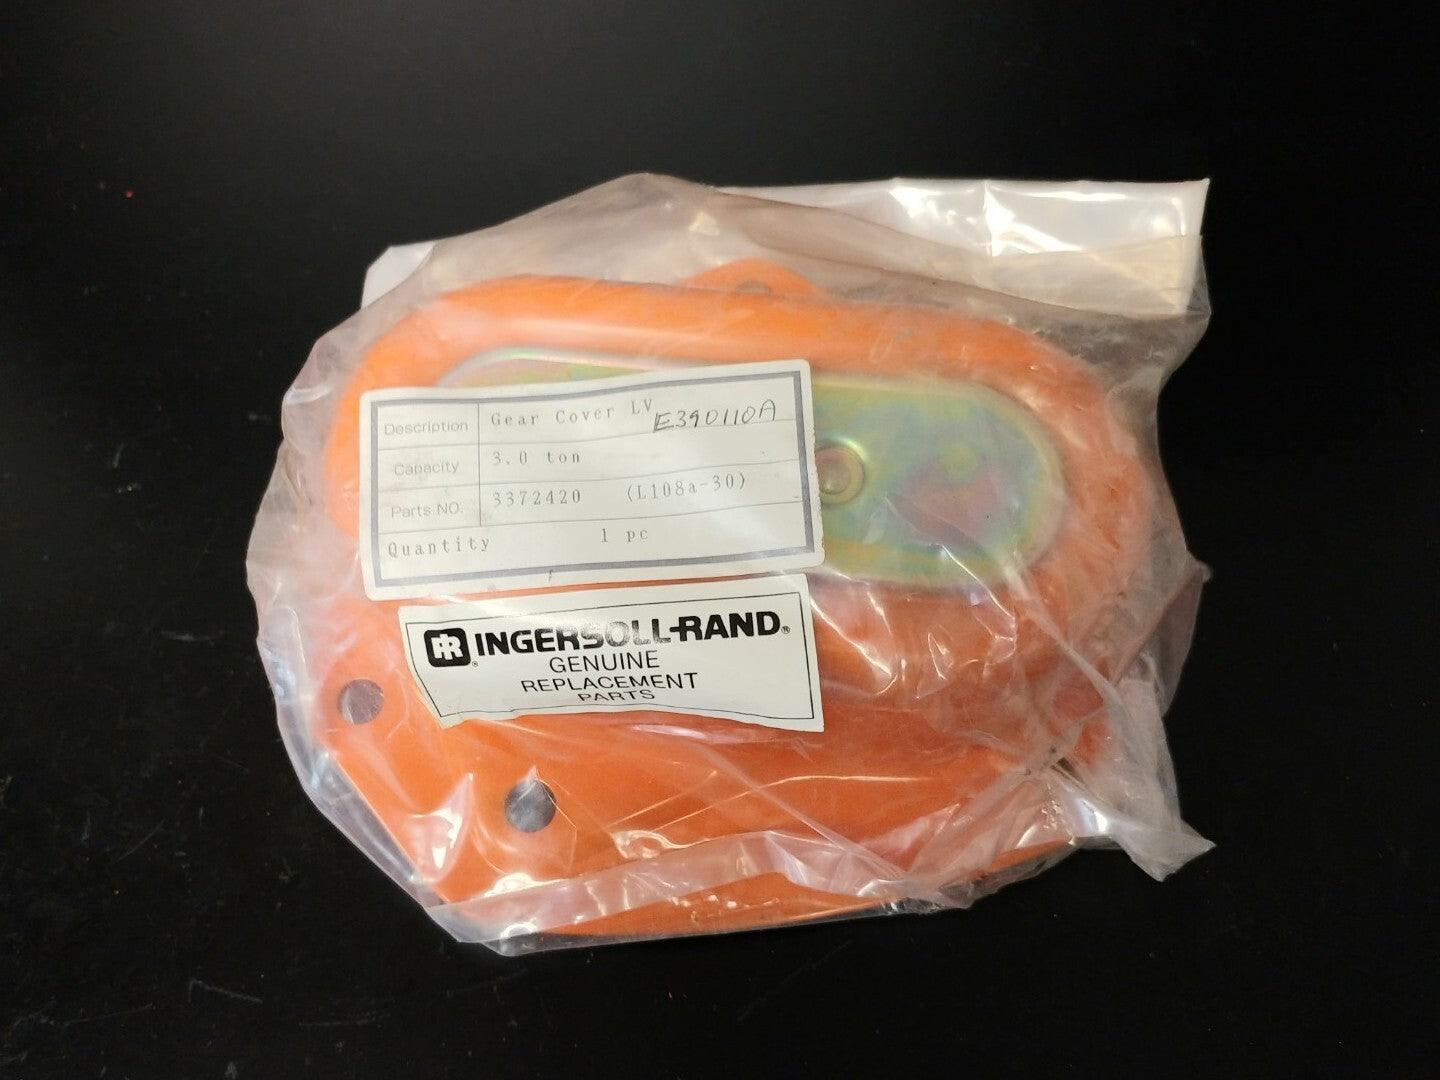 Description Gear Cover LV E390110A
Capacity 3.0 ton
Parts NO. 3372420 (L108a-30)
Quantity 1 pc
IR® INGERSOLL-RAND®
GENUINE
REPLACEMENT
PARTS